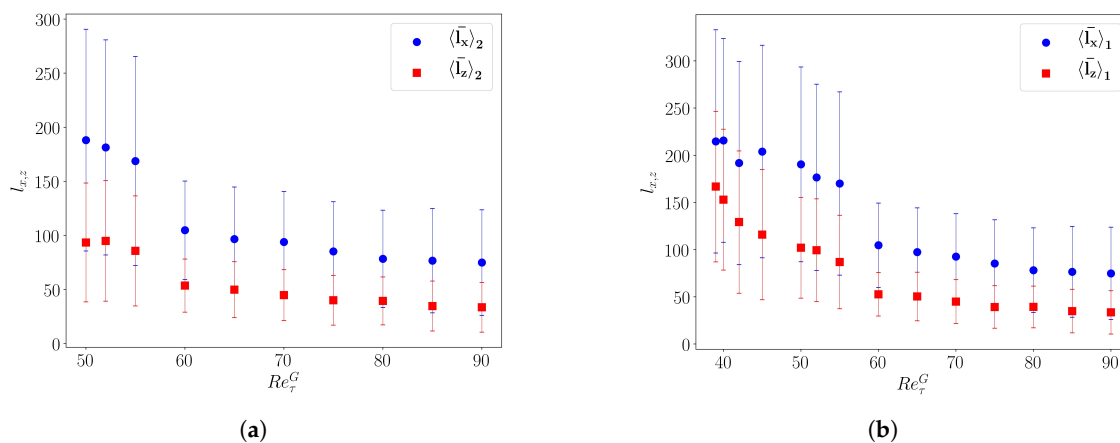 300
250
200
150
100
50
0
l_{x,z}
50 60 70 80 90
Re_τ^G
⟨l̄_x⟩_2
⟨l̄_z⟩_2
(a)
300
250
200
150
100
50
0
l_{x,z}
40 50 60 70 80 90
Re_τ^G
⟨l̄_x⟩_1
⟨l̄_z⟩_1
(b)